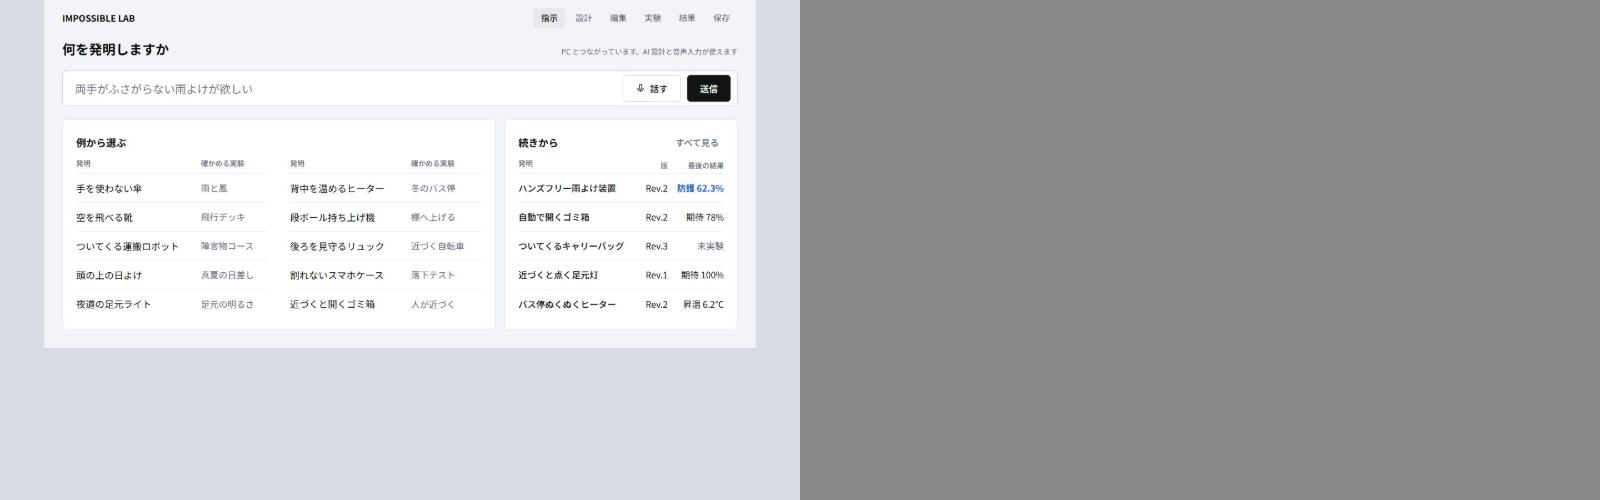 IMPOSSIBLE LAB
指示 設計 編集 実験 結果 保存
何を発明しますか
PC とつながっています。AI 設計と音声入力が使えます
両手がふさがらない雨よけが欲しい
話す
送信
例から選ぶ
発明 確かめる実験 発明 確かめる実験
手を使わない傘 雨と風 背中を温めるヒーター 冬のバス停
空を飛べる靴 飛行デッキ 段ボール持ち上げ機 棚へ上げる
ついてくる運搬ロボット 障害物コース 後ろを見守るリュック 近づく自転車
頭の上の日よけ 真夏の日差し 割れないスマホケース 落下テスト
夜道の足元ライト 足元の明るさ 近づくと開くゴミ箱 人が近づく
続きから すべて見る
発明 版 最後の結果
ハンズフリー雨よけ装置 Rev.2 防護 62.3%
自動で開くゴミ箱 Rev.2 期待 78%
ついてくるキャリーバッグ Rev.3 未実験
近づくと点く足元灯 Rev.1 期待 100%
バス停ぬくぬくヒーター Rev.2 昇温 6.2℃